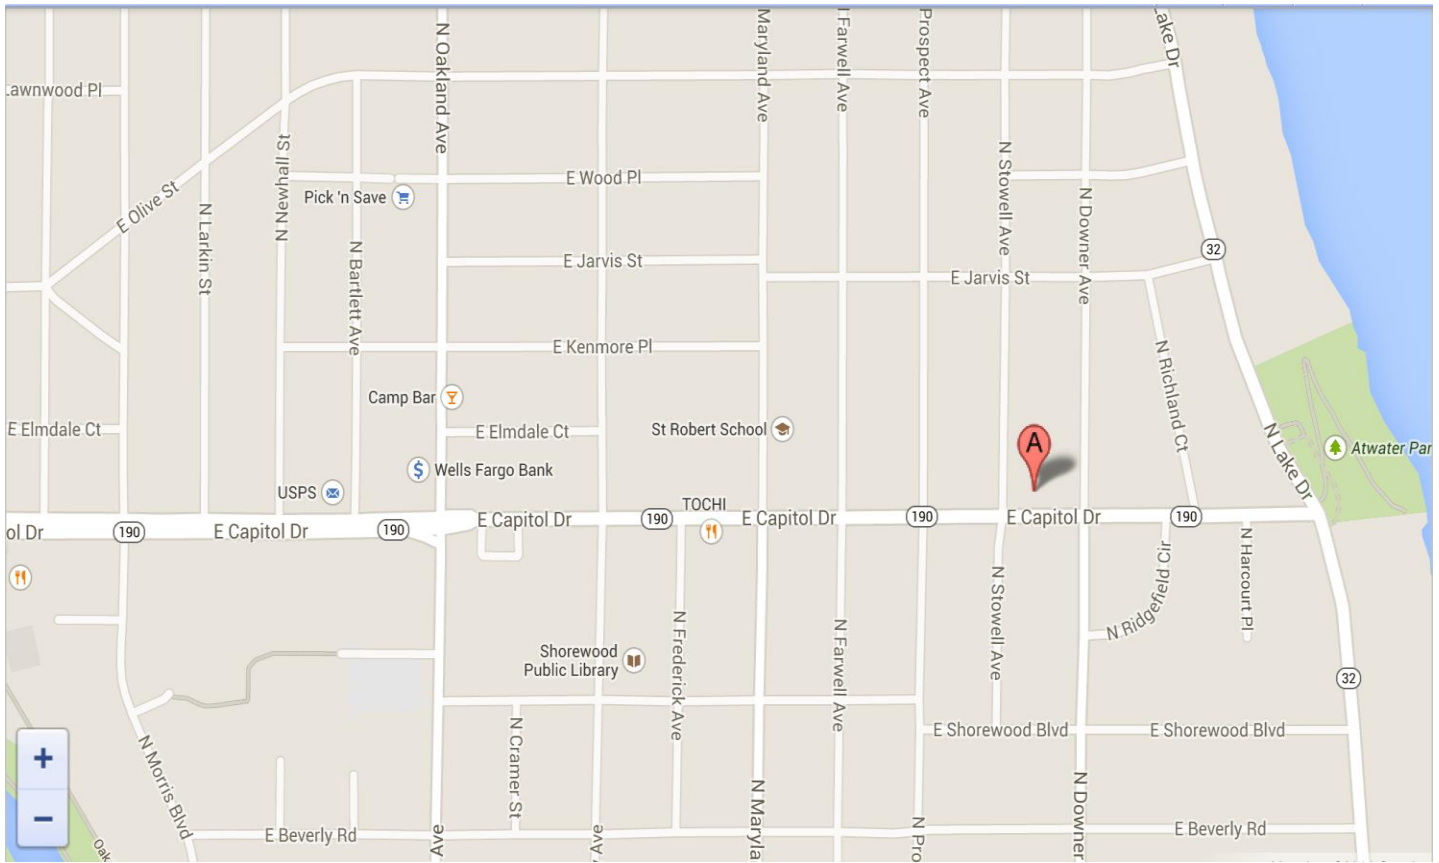 Lake Dr
N Oakland Ave
Maryland Ave
Farwell Ave
Prospect Ave
Lawnwood Pl
N Newhall St
N Stowell Ave
E Wood Pl
Pick 'n Save
E Olive St
N Larkin St
N Downer Ave
N Bartlett Ave
32
E Jarvis St
E Jarvis St
E Kenmore Pl
N Richland Ct
Camp Bar
E Elmdale Ct
E Elmdale Ct
St Robert School
A
N Lake Dr
Atwater Par
$
Wells Fargo Bank
USPS
TOCHI
ol Dr
190
E Capitol Dr
190
E Capitol Dr
190
E Capitol Dr
190
E Capitol Dr
190
N Harcourt Pl
N Ridgefield Cir
N Stowell Ave
N Frederick Ave
N Farwell Ave
Shorewood
Public Library
32
N Morris Blvd
N Cramer St
E Shorewood Blvd
E Shorewood Blvd
+
−
N Maryla
N Downer
N Pro
Ave
Ave
E Beverly Rd
E Beverly Rd
Oak